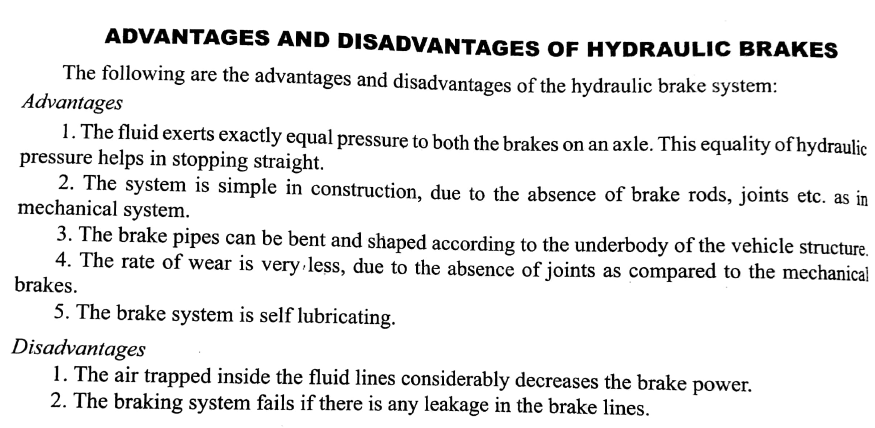 ADVANTAGES AND DISADVANTAGES OF HYDRAULIC BRAKES
The following are the advantages and disadvantages of the hydraulic brake system:
Advantages
1. The fluid exerts exactly equal pressure to both the brakes on an axle. This equality of hydraulic
pressure helps in stopping straight.
2. The system is simple in construction, due to the absence of brake rods, joints etc. as in
mechanical system.
3. The brake pipes can be bent and shaped according to the underbody of the vehicle structure.
4. The rate of wear is very less, due to the absence of joints as compared to the mechanical
brakes.
5. The brake system is self lubricating.
Disadvantages
1. The air trapped inside the fluid lines considerably decreases the brake power.
2. The braking system fails if there is any leakage in the brake lines.